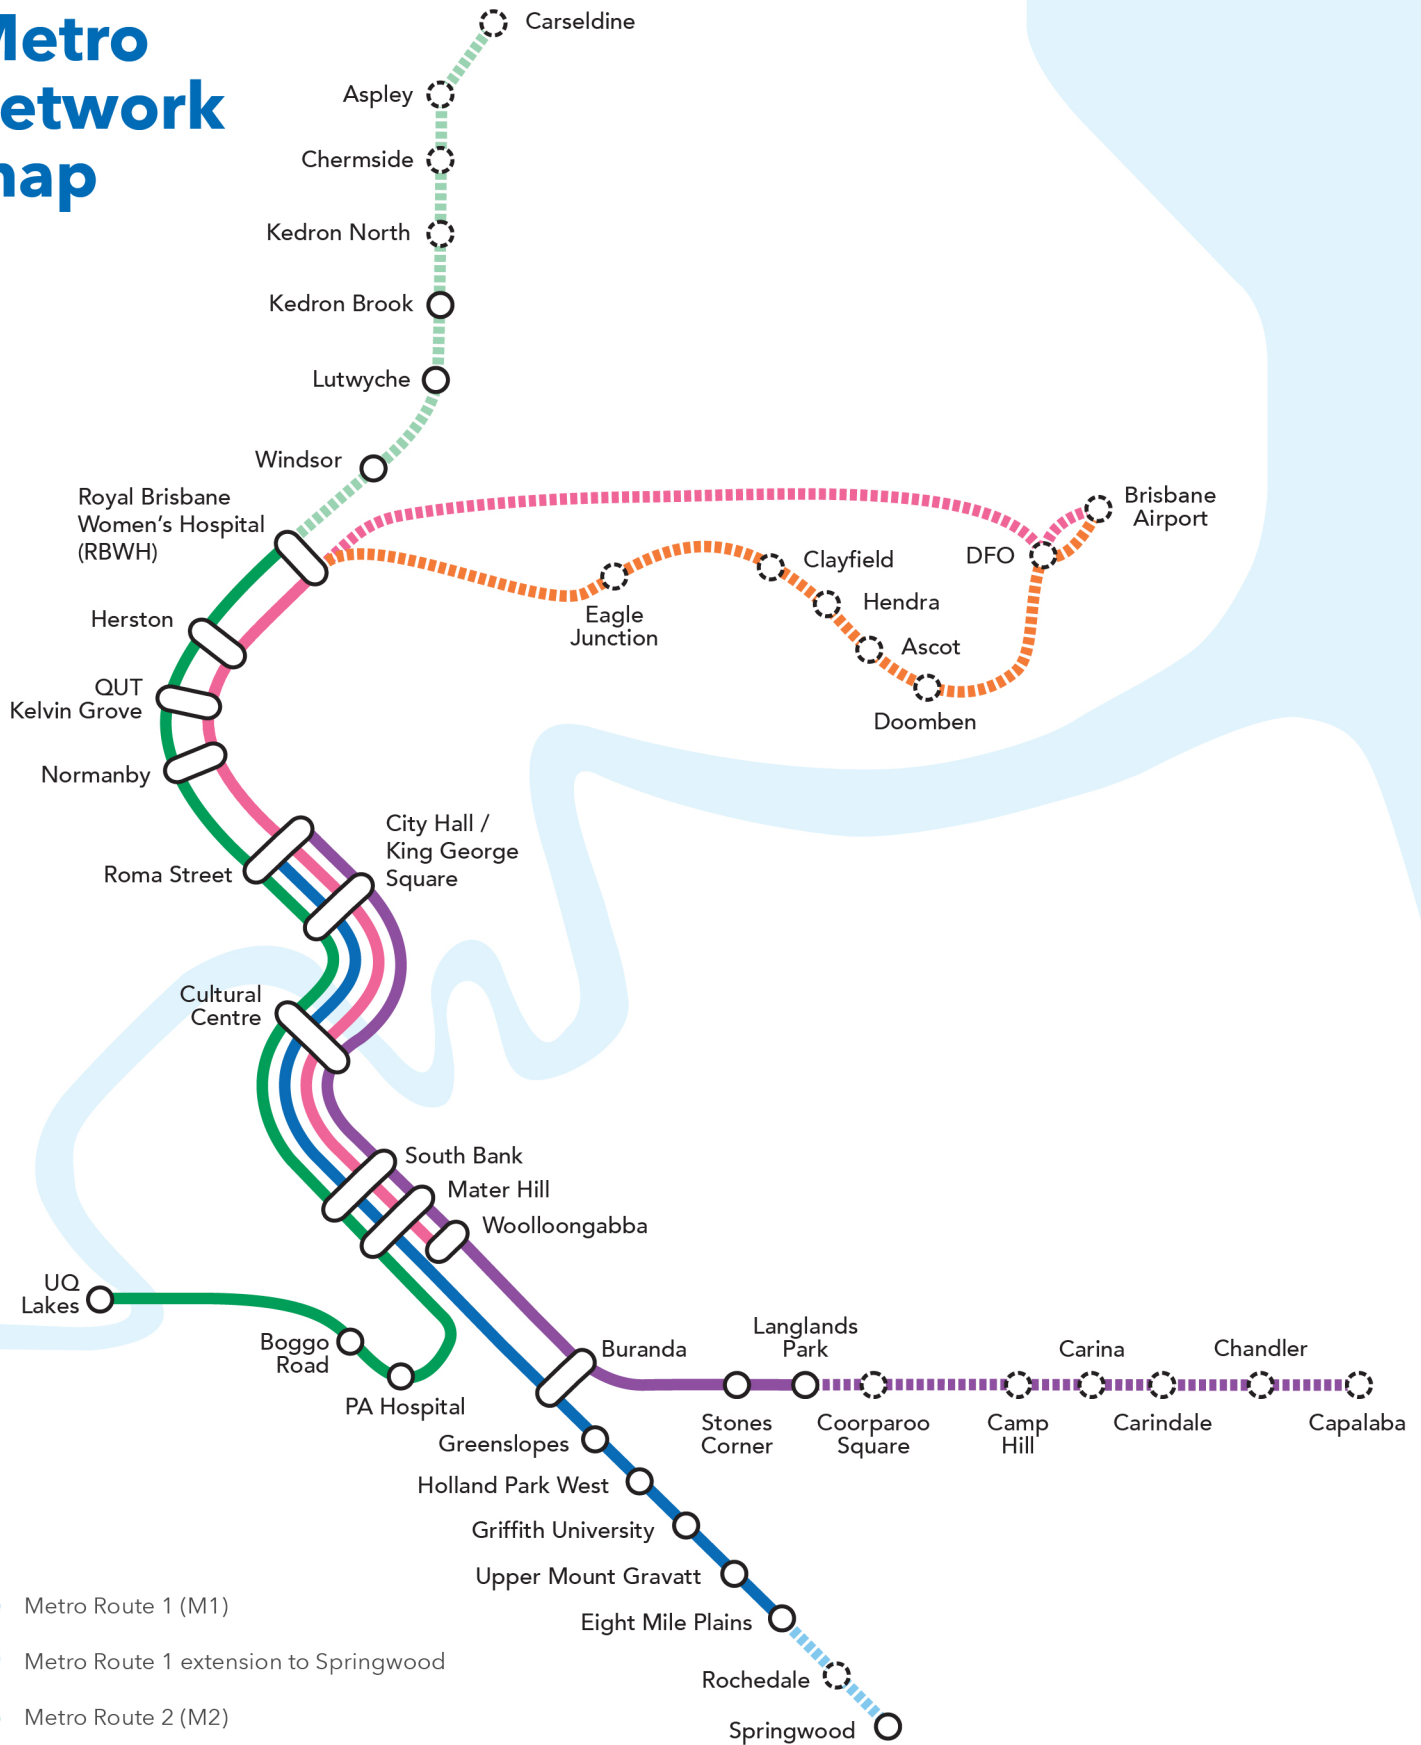 Metro
etwork
nap
Carseldine
Aspley
Chermside
Kedron North
Kedron Brook
Lutwyche
Windsor
Royal Brisbane
Women's Hospital
(RBWH)
Brisbane
Airport
DFO
Clayfield
Hendra
Eagle
Junction
Ascot
Doomben
Herston
QUT
Kelvin Grove
Normanby
City Hall /
King George
Square
Roma Street
Cultural
Centre
South Bank
Mater Hill
Woolloongabba
UQ
Lakes
Boggo
Road
PA Hospital
Buranda
Langlands
Park
Carina
Chandler
Stones
Corner
Coorparoo
Square
Camp
Hill
Carindale
Capalaba
Greenslopes
Holland Park West
Griffith University
Upper Mount Gravatt
Eight Mile Plains
Rochedale
Springwood
Metro Route 1 (M1)
Metro Route 1 extension to Springwood
Metro Route 2 (M2)